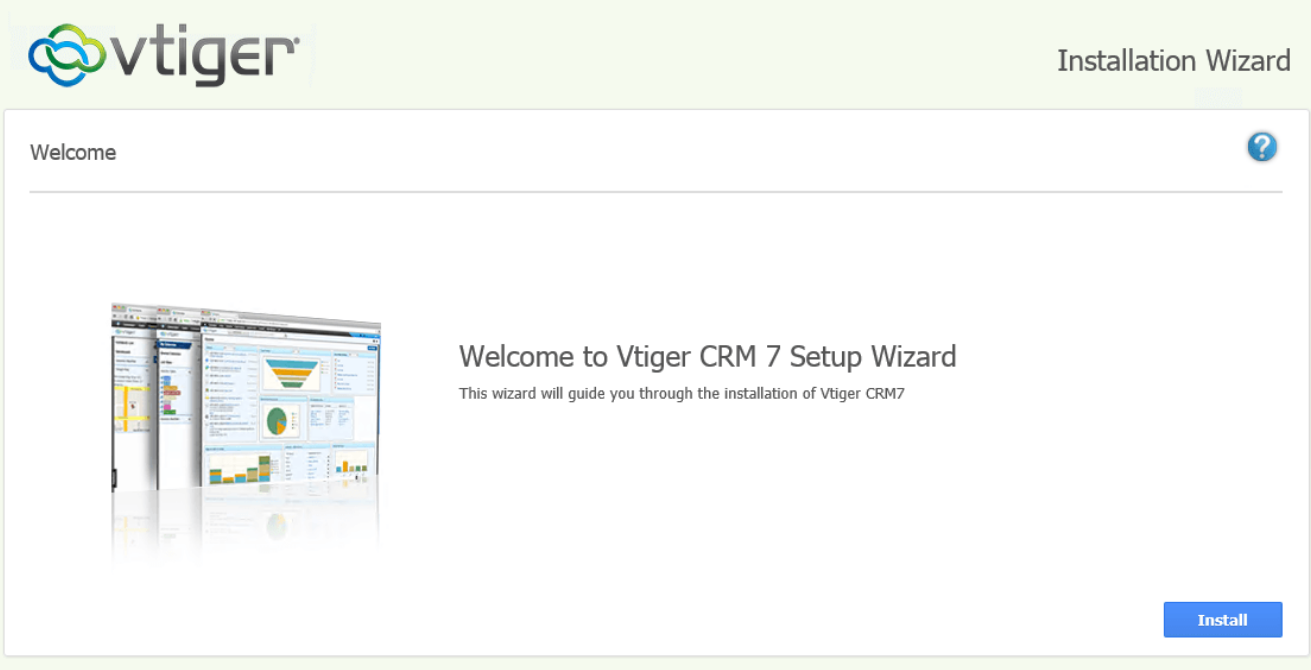 vtiger
Installation Wizard
Welcome
?
Welcome to Vtiger CRM 7 Setup Wizard
This wizard will guide you through the installation of Vtiger CRM7
Install